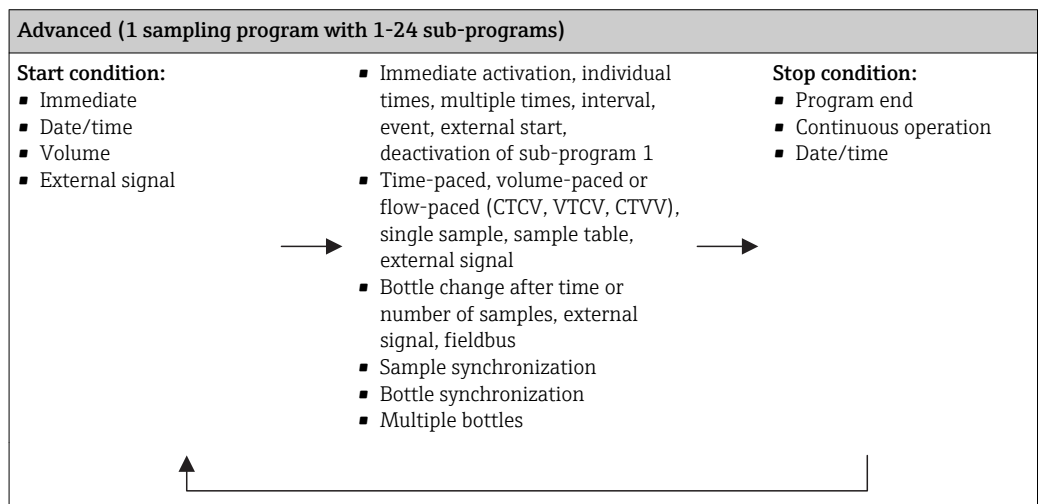 Advanced (1 sampling program with 1-24 sub-programs)
Start condition:
▪ Immediate
▪ Date/time
▪ Volume
▪ External signal
▪ Immediate activation, individual
times, multiple times, interval,
event, external start,
deactivation of sub-program 1
▪ Time-paced, volume-paced or
flow-paced (CTCV, VTCV, CTVV),
single sample, sample table,
external signal
▪ Bottle change after time or
number of samples, external
signal, fieldbus
▪ Sample synchronization
▪ Bottle synchronization
▪ Multiple bottles
Stop condition:
▪ Program end
▪ Continuous operation
▪ Date/time